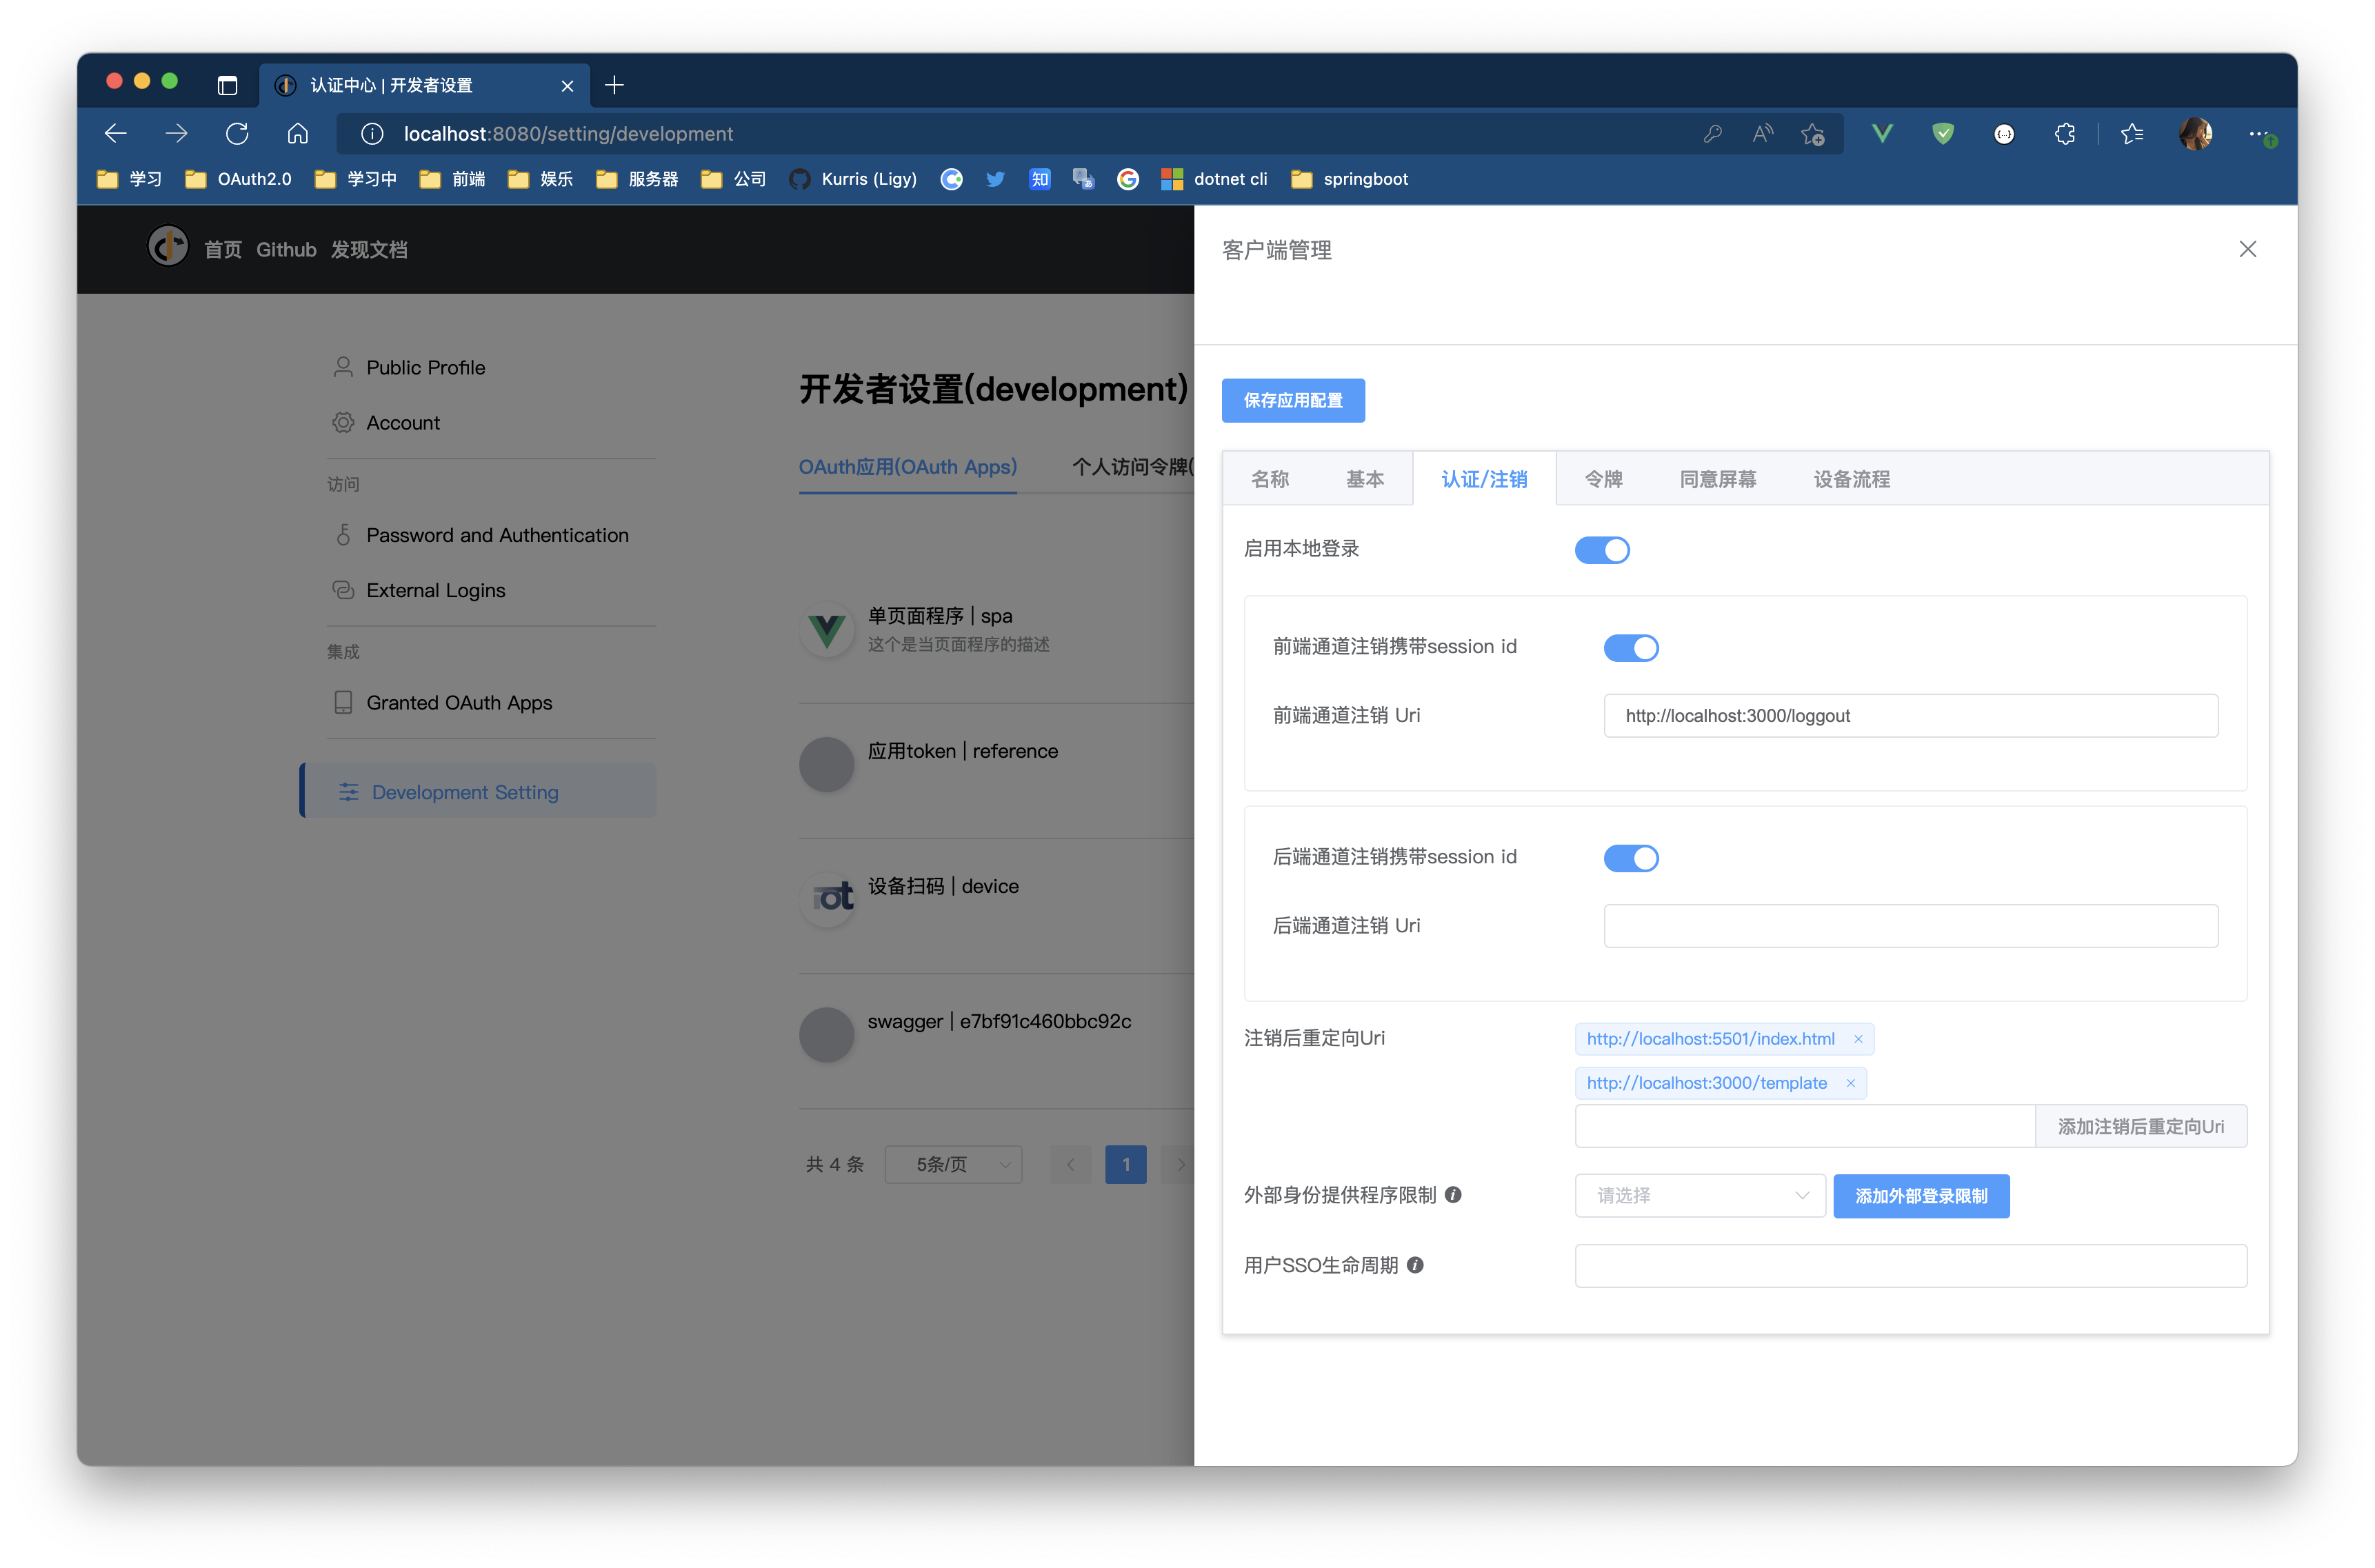 认证中心 | 开发者设置
localhost:8080/setting/development
学习 OAuth2.0 学习中 前端 娱乐 服务器 公司 Kurris (Ligy) 知 dotnet cli springboot
首页 Github 发现文档
Public Profile
Account
访问
Password and Authentication
External Logins
集成
Granted OAuth Apps
Development Setting
开发者设置(development)
OAuth应用(OAuth Apps) 个人访问令牌(
单页面程序 | spa
这个是当页面程序的描述
应用token | reference
iot
设备扫码 | device
swagger | e7bf91c460bbc92c
共 4 条 5条/页 1
客户端管理
保存应用配置
名称 基本 认证/注销 令牌 同意屏幕 设备流程
启用本地登录
前端通道注销携带session id
前端通道注销 Uri http://localhost:3000/loggout
后端通道注销携带session id
后端通道注销 Uri
注销后重定向Uri http://localhost:5501/index.html
http://localhost:3000/template
添加注销后重定向Uri
外部身份提供程序限制 请选择 添加外部登录限制
用户SSO生命周期